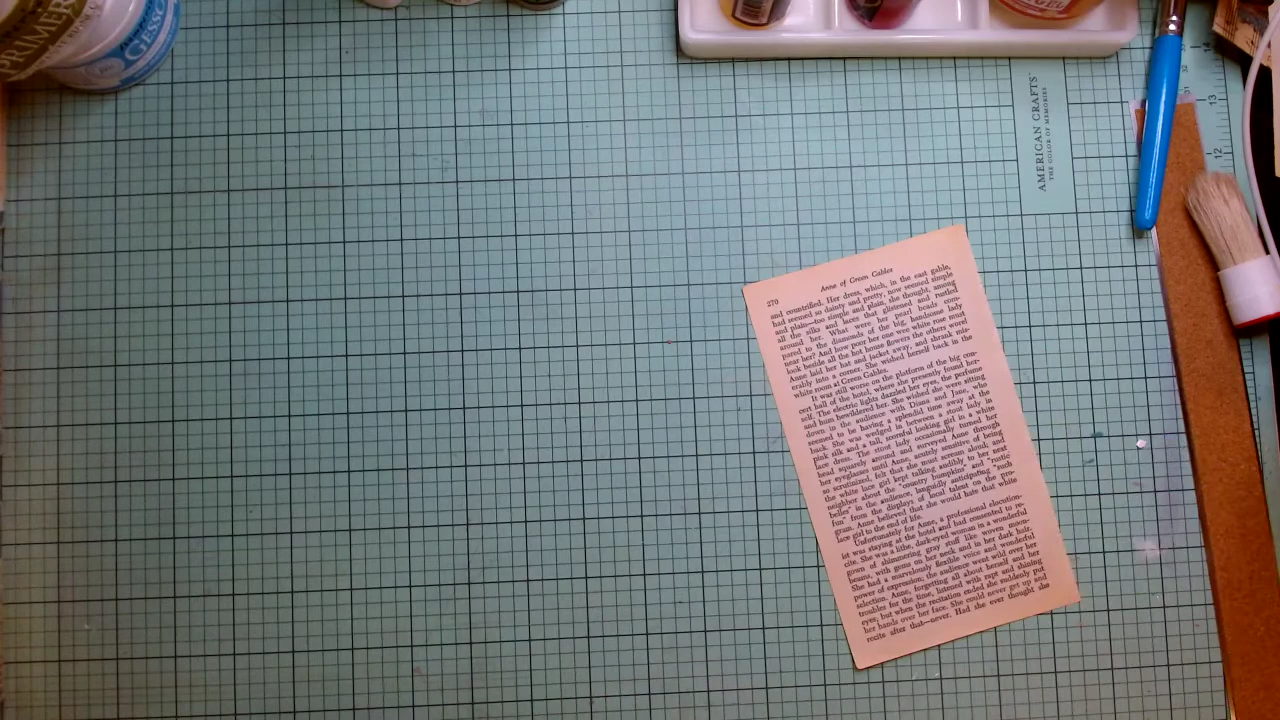 PRIMER
GESSO
AMERICAN CRAFTS
THE COLOR OF MEMORIES
14
13
12
270
Anne of Green Gables
and countrified. Her dress, which, in the east gable,
had seemed so dainty and pretty, now seemed simple
and plain—too simple and plain, she thought, among
all the silks and laces that glistened and rustled
around her. What were her pearl beads com-
pared to the diamonds of the big, handsome lady
near her? And how poor her one wee white rose must
look beside all the hot house flowers the others wore!
Anne laid her hat and jacket away, and shrank mis-
erably into a corner. She wished herself back in the
white room at Green Gables.
It was still worse on the platform of the big con-
cert hall of the hotel, where she presently found her-
self. The electric lights dazzled her eyes, the perfume
and hum bewildered her. She wished she were sitting
down in the audience with Diana and Jane, who
seemed to be having a splendid time away at the
back. She was wedged in between a stout lady in
pink silk and a tall, scornful looking girl in a white
lace dress. The stout lady occasionally turned her
head squarely around and surveyed Anne through
her eyeglasses until Anne, acutely sensitive of being
so scrutinized, felt that she must scream aloud; and
the white lace girl kept talking audibly to her next
neighbor about the "country bumpkins" and "rustic
belles" in the audience, languidly anticipating "such
fun" from the displays of local talent on the pro-
gram. Anne believed that she would hate that white
lace girl to the end of life.
Unfortunately for Anne, a professional elocution-
ist was staying at the hotel and had consented to re-
cite. She was a lithe, dark-eyed woman in a wonderful
gown of shimmering gray stuff like woven moon-
beams, with gems on her neck and in her dark hair.
She had a marvelously flexible voice and wonderful
power of expression; the audience went wild over her
selection. Anne, forgetting all about herself and her
troubles for the time, listened with rapt and shining
eyes; but when the recitation ended she suddenly put
her hands over her face. She could never get up and
recite after that—never. Had she ever thought she